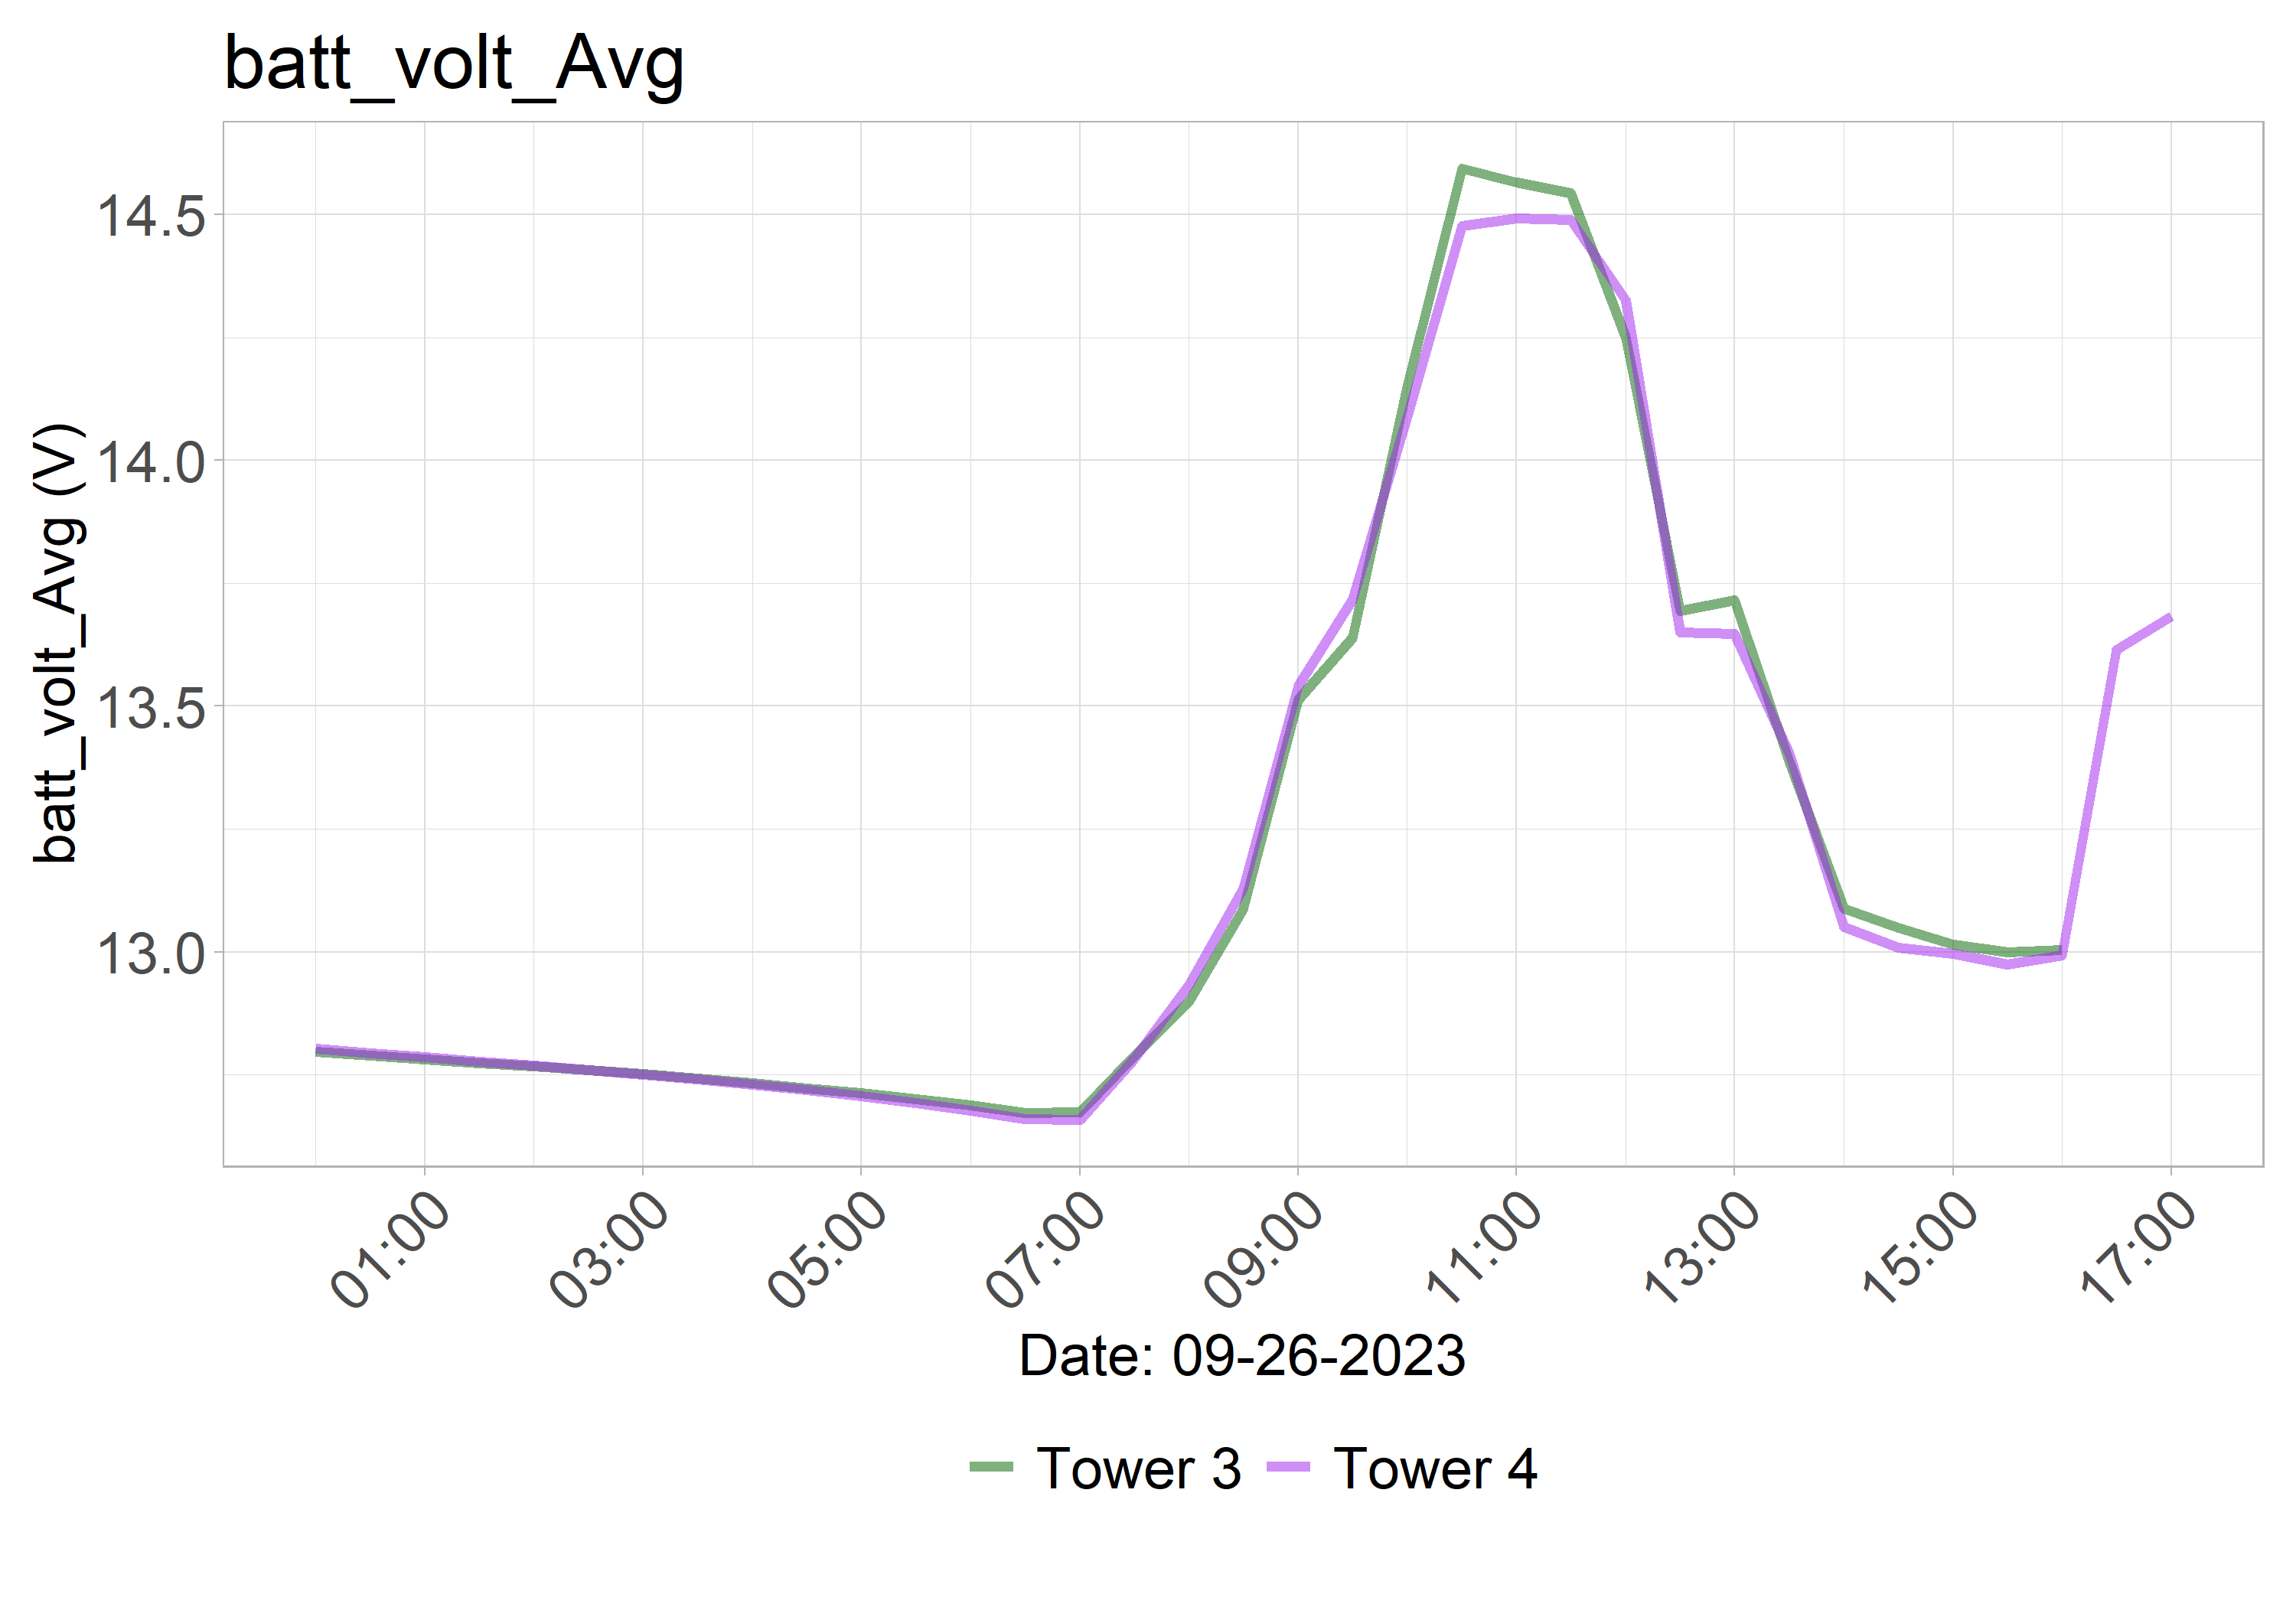 batt_volt_Avg
batt_volt_Avg (V)
14.5
14.0
13.5
13.0
01:00 03:00 05:00 07:00 09:00 11:00 13:00 15:00 17:00
Date: 09-26-2023
Tower 3 Tower 4